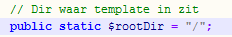 // Dir waar template in zit
public static $rootDir = "/";